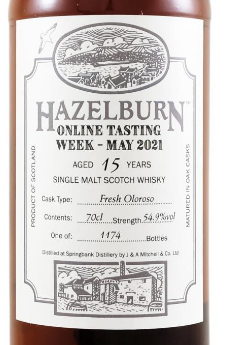 HAZELBURN
ONLINE TASTING
WEEK - MAY 2021
AGED 15 YEARS
SINGLE MALT SCOTCH WHISKY
PRODUCT OF SCOTLAND
MATURED IN OAK CASKS
Cask Type: Fresh Oloroso
Contents: 70cl Strength 54.9%vol
One of: 1174 Bottles
Distilled at Springbank Distillery by J & A Mitchell & Co. Ltd